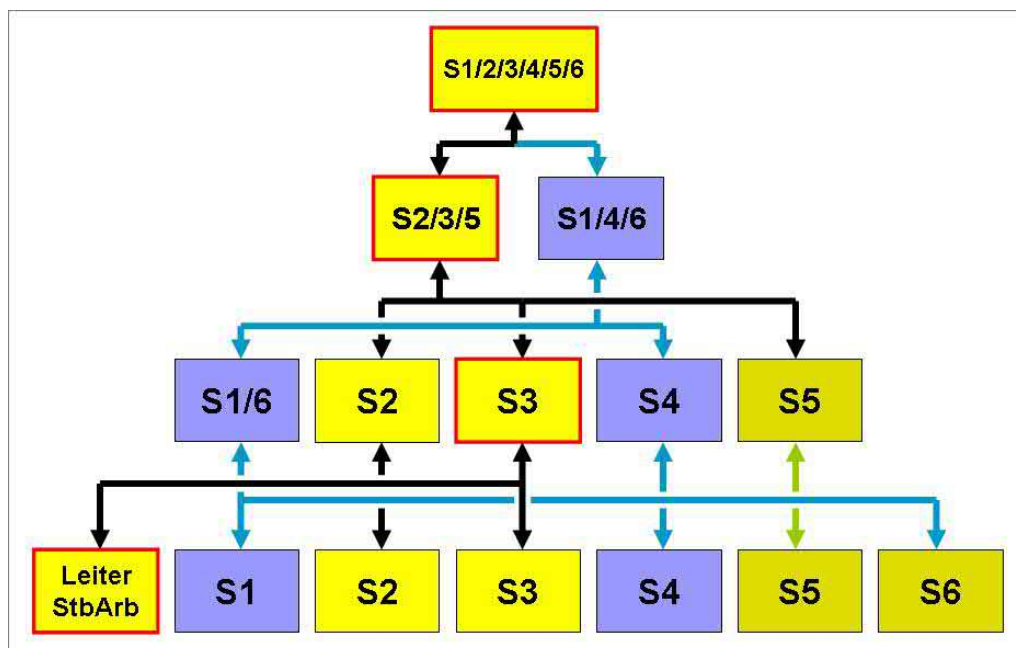 S1/2/3/4/5/6
S2/3/5
S1/4/6
S1/6
S2
S3
S4
S5
Leiter
StbArb
S1
S2
S3
S4
S5
S6